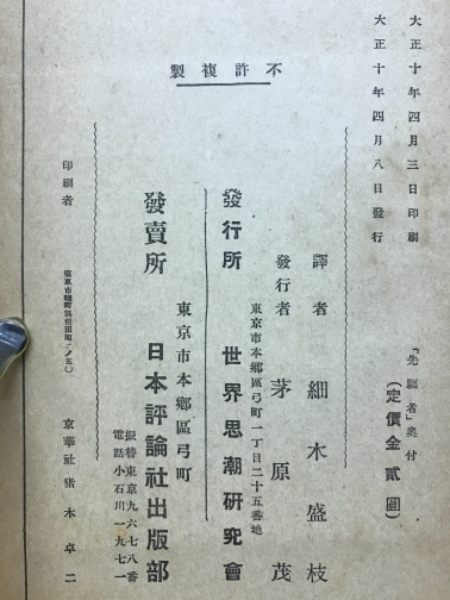 大正十年四月三日印刷
大正十年四月八日發行
「先驅者」奥付
(定價金貳圓)
不許複製
譯者 細木盛枝
發行者 茅原茂
東京市本郷區弓町一丁目二十五番地
發行所 世界思潮研究會
發賣所 東京市本郷區弓町
日本評論社出版部
振替東京九六七八番
電話小石川一九七一
印刷者
京華社 木卓二